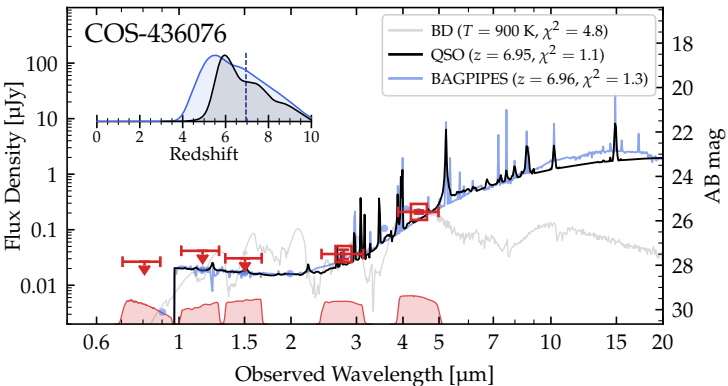 COS-436076
BD (T = 900 K, χ² = 4.8)
QSO (z = 6.95, χ² = 1.1)
BAGPIPES (z = 6.96, χ² = 1.3)
100
10
1
0.1
0.01
Flux Density [μJy]
0 2 4 6 8 10
Redshift
18
20
22
24
26
28
30
AB mag
0.6 1 1.5 2 3 4 5 10 15 20
Observed Wavelength [μm]